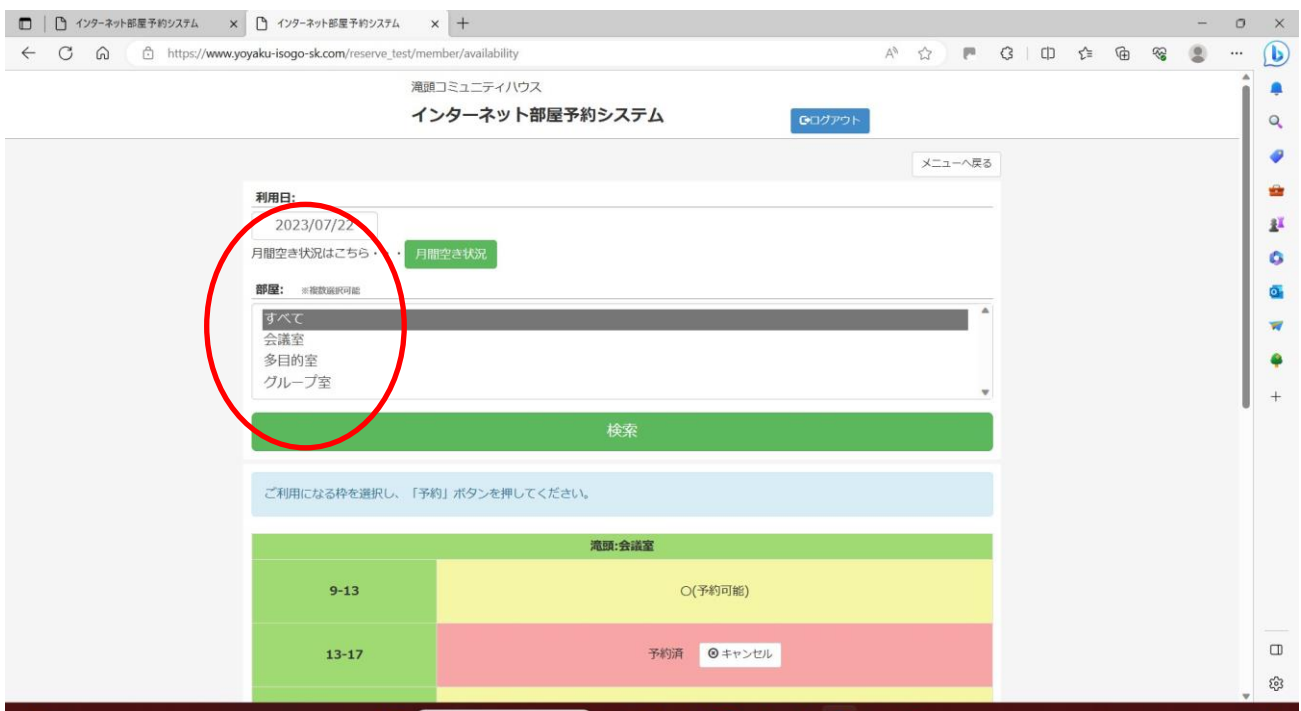 インターネット部屋予約システム
インターネット部屋予約システム
https://www.yoyaku-isogo-sk.com/reserve_test/member/availability
滝頭コミュニティハウス
インターネット部屋予約システム
ログアウト
メニューへ戻る
利用日:
2023/07/22
月間空き状況はこちら・・・ 月間空き状況
部屋: ※複数選択可能
すべて
会議室
多目的室
グループ室
検索
ご利用になる枠を選択し、「予約」ボタンを押してください。
滝頭:会議室
9-13 〇(予約可能)
13-17 予約済 キャンセル